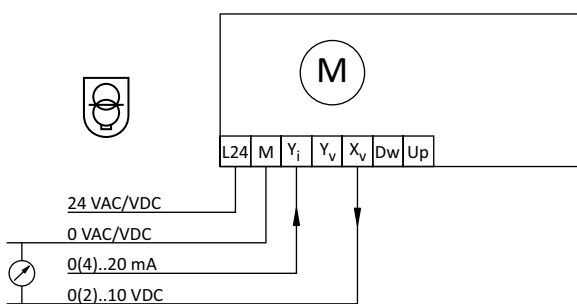 M
L24 M Yi Yv Xv Dw Up
24 VAC/VDC
0 VAC/VDC
0(4)..20 mA
0(2)..10 VDC